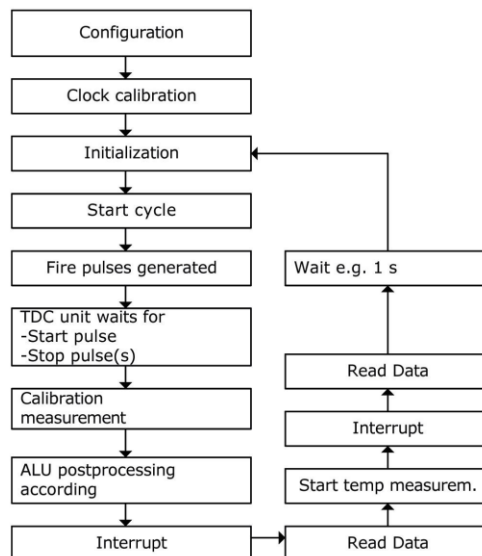 Configuration
Clock calibration
Initialization
Start cycle
Fire pulses generated
TDC unit waits for
-Start pulse
-Stop pulse(s)
Calibration
measurement
ALU postprocessing
according
Interrupt
Read Data
Start temp measurem.
Interrupt
Read Data
Wait e.g. 1 s